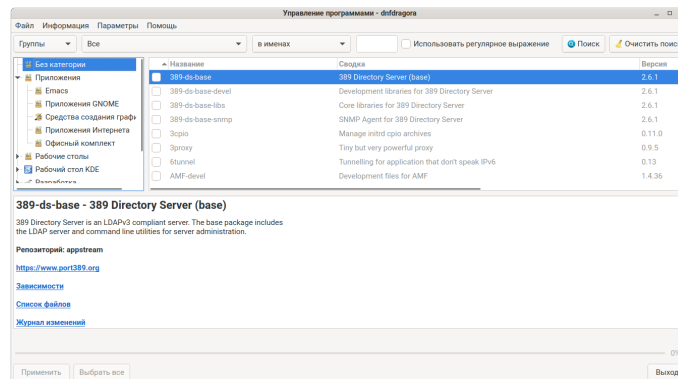 Управление программами - dnfdragora
Файл Информация Параметры Помощь
Группы Все в именах Использовать регулярное выражение Поиск Очистить поис
Без категории
Приложения
Emacs
Приложения GNOME
Средства создания графи
Приложения Интернета
Офисный комплект
Рабочие столы
Рабочий стол KDE
Разработка
Название Сводка Версия
389-ds-base 389 Directory Server (base) 2.6.1
389-ds-base-devel Development libraries for 389 Directory Server 2.6.1
389-ds-base-libs Core libraries for 389 Directory Server 2.6.1
389-ds-base-snmp SNMP Agent for 389 Directory Server 2.6.1
3cpio Manage initrd cpio archives 0.11.0
3proxy Tiny but very powerful proxy 0.9.5
6tunnel Tunnelling for application that don't speak IPv6 0.13
AMF-devel Development files for AMF 1.4.36
389-ds-base - 389 Directory Server (base)
389 Directory Server is an LDAPv3 compliant server. The base package includes
the LDAP server and command line utilities for server administration.
Репозиторий: appstream
https://www.port389.org
Зависимости
Список файлов
Журнал изменений
0%
Применить Выбрать все Выход